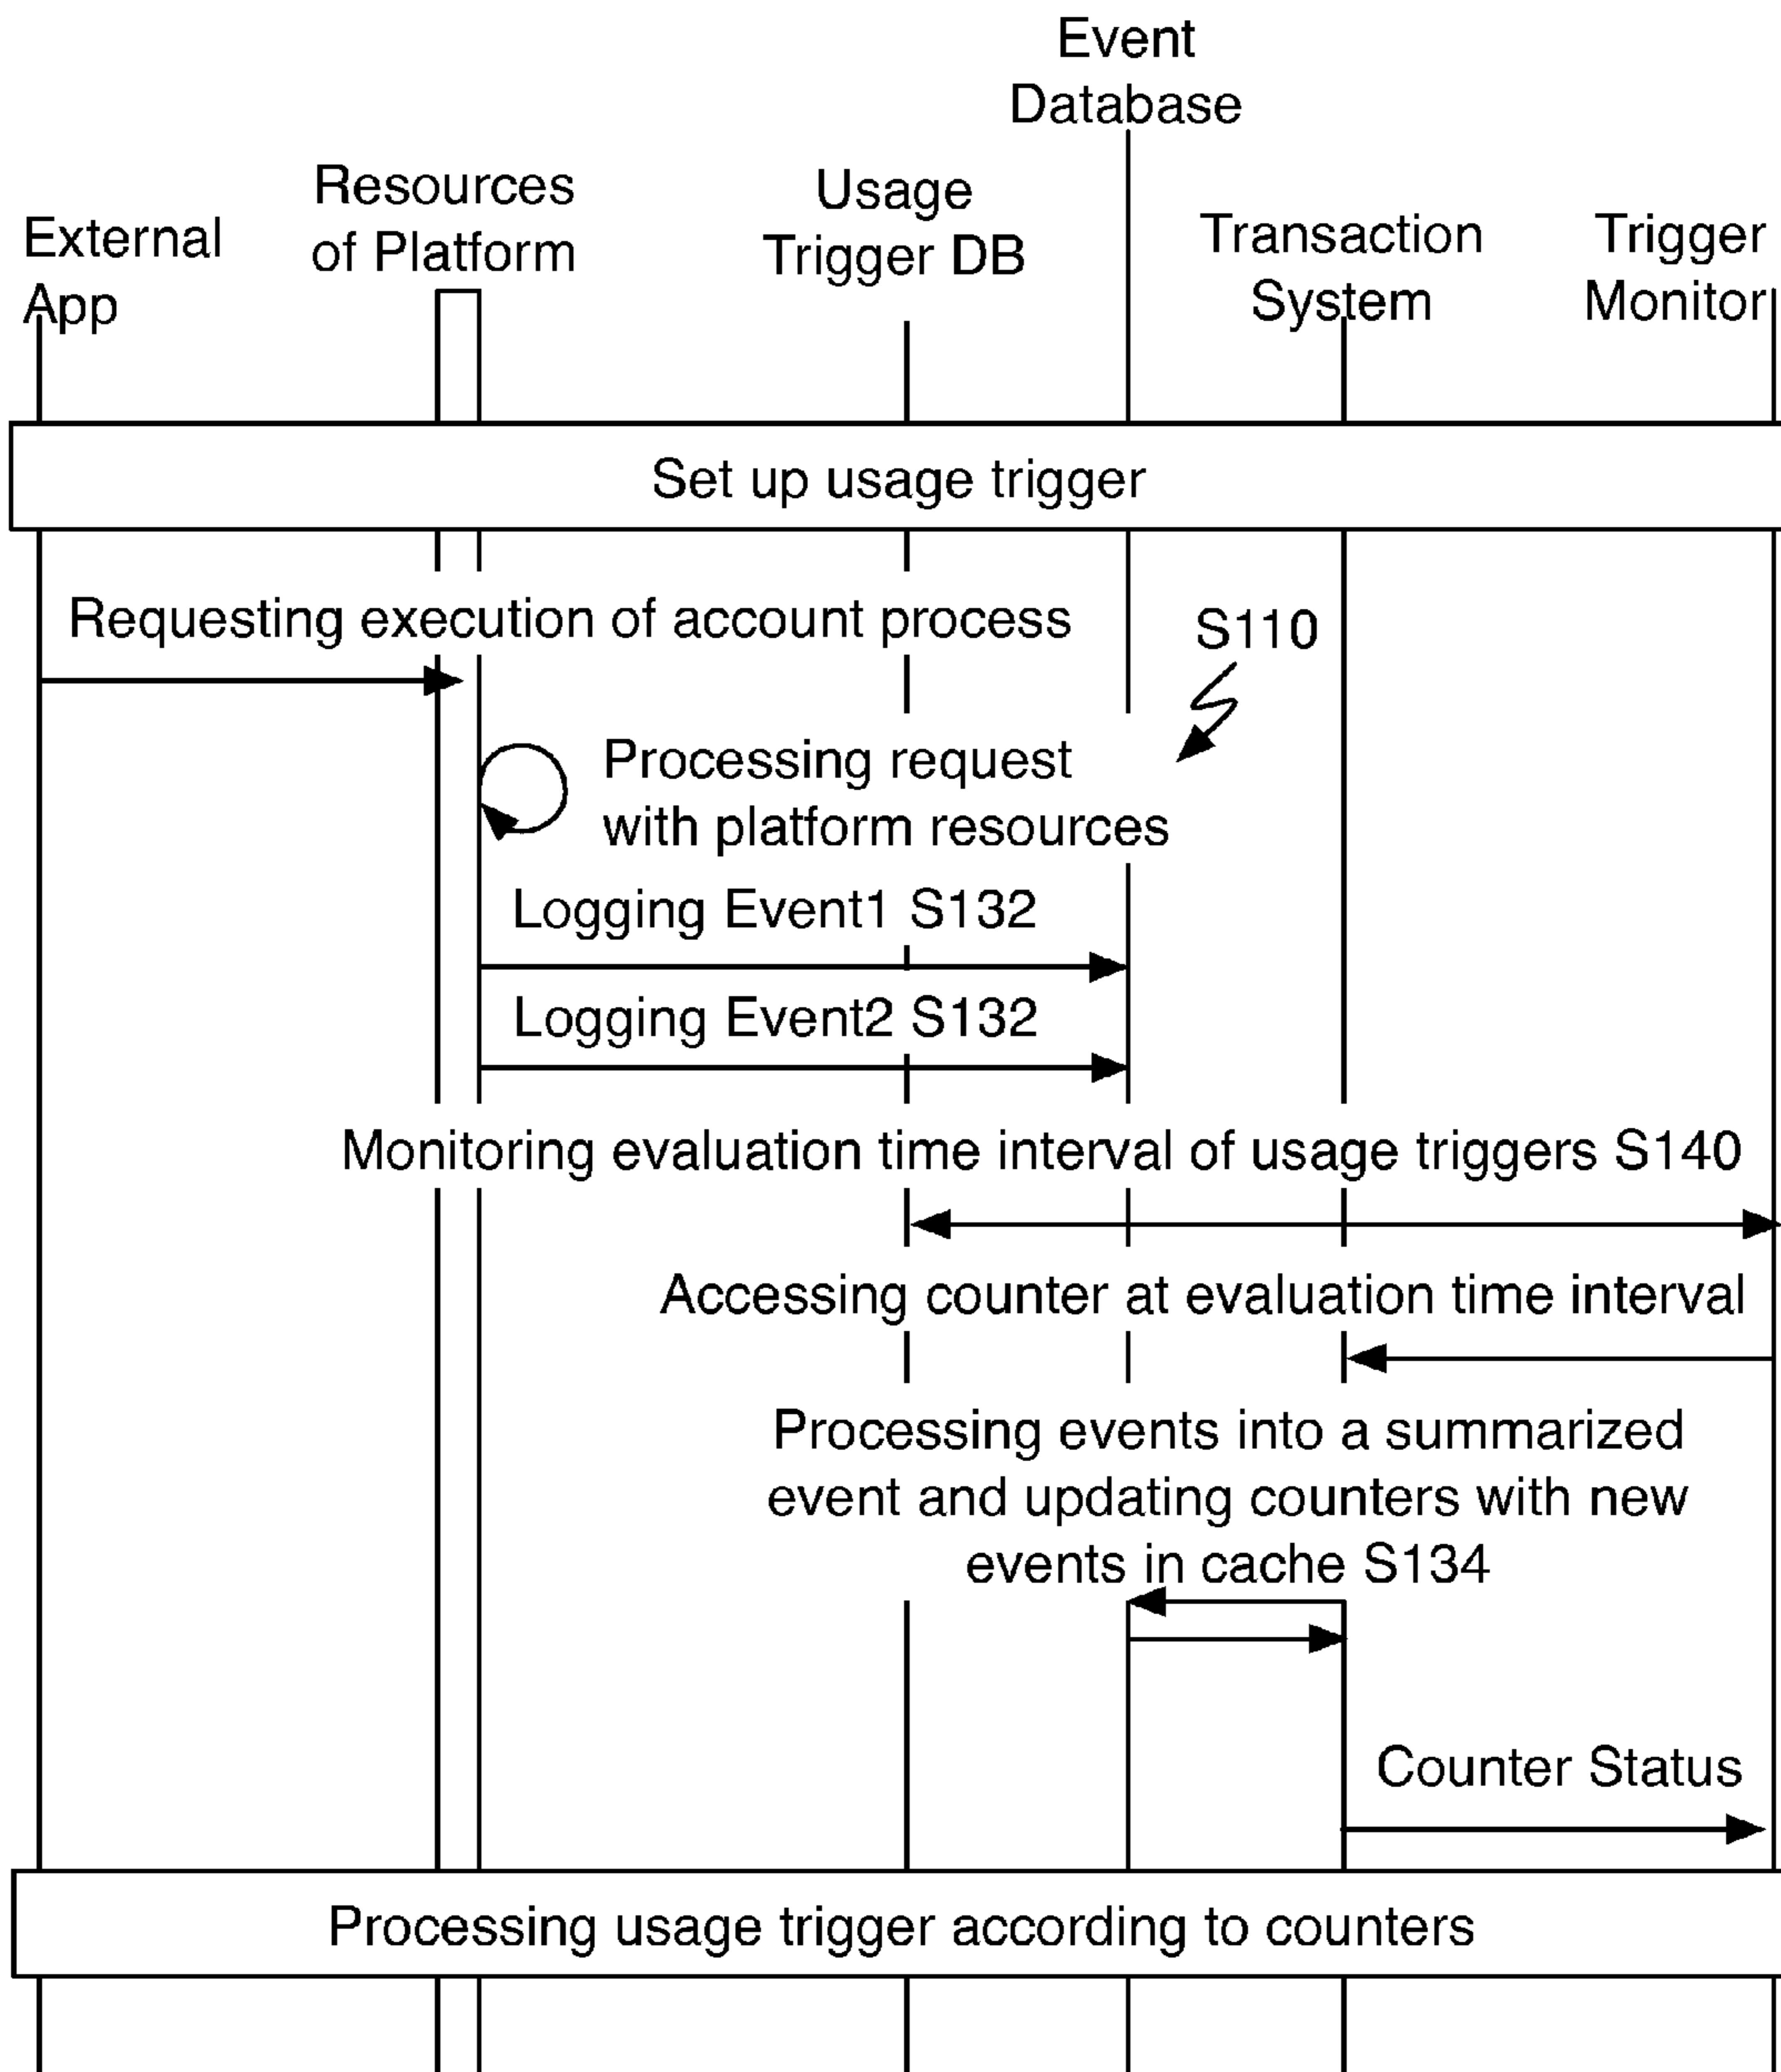 Event
Database
Resources
of Platform
Usage
Trigger DB
External
App
Transaction
System
Trigger
Monitor
Set up usage trigger
Requesting execution of account process
S110
Processing request
with platform resources
Logging Event1 S132
Logging Event2 S132
Monitoring evaluation time interval of usage triggers S140
Accessing counter at evaluation time interval
Processing events into a summarized
event and updating counters with new
events in cache S134
Counter Status
Processing usage trigger according to counters